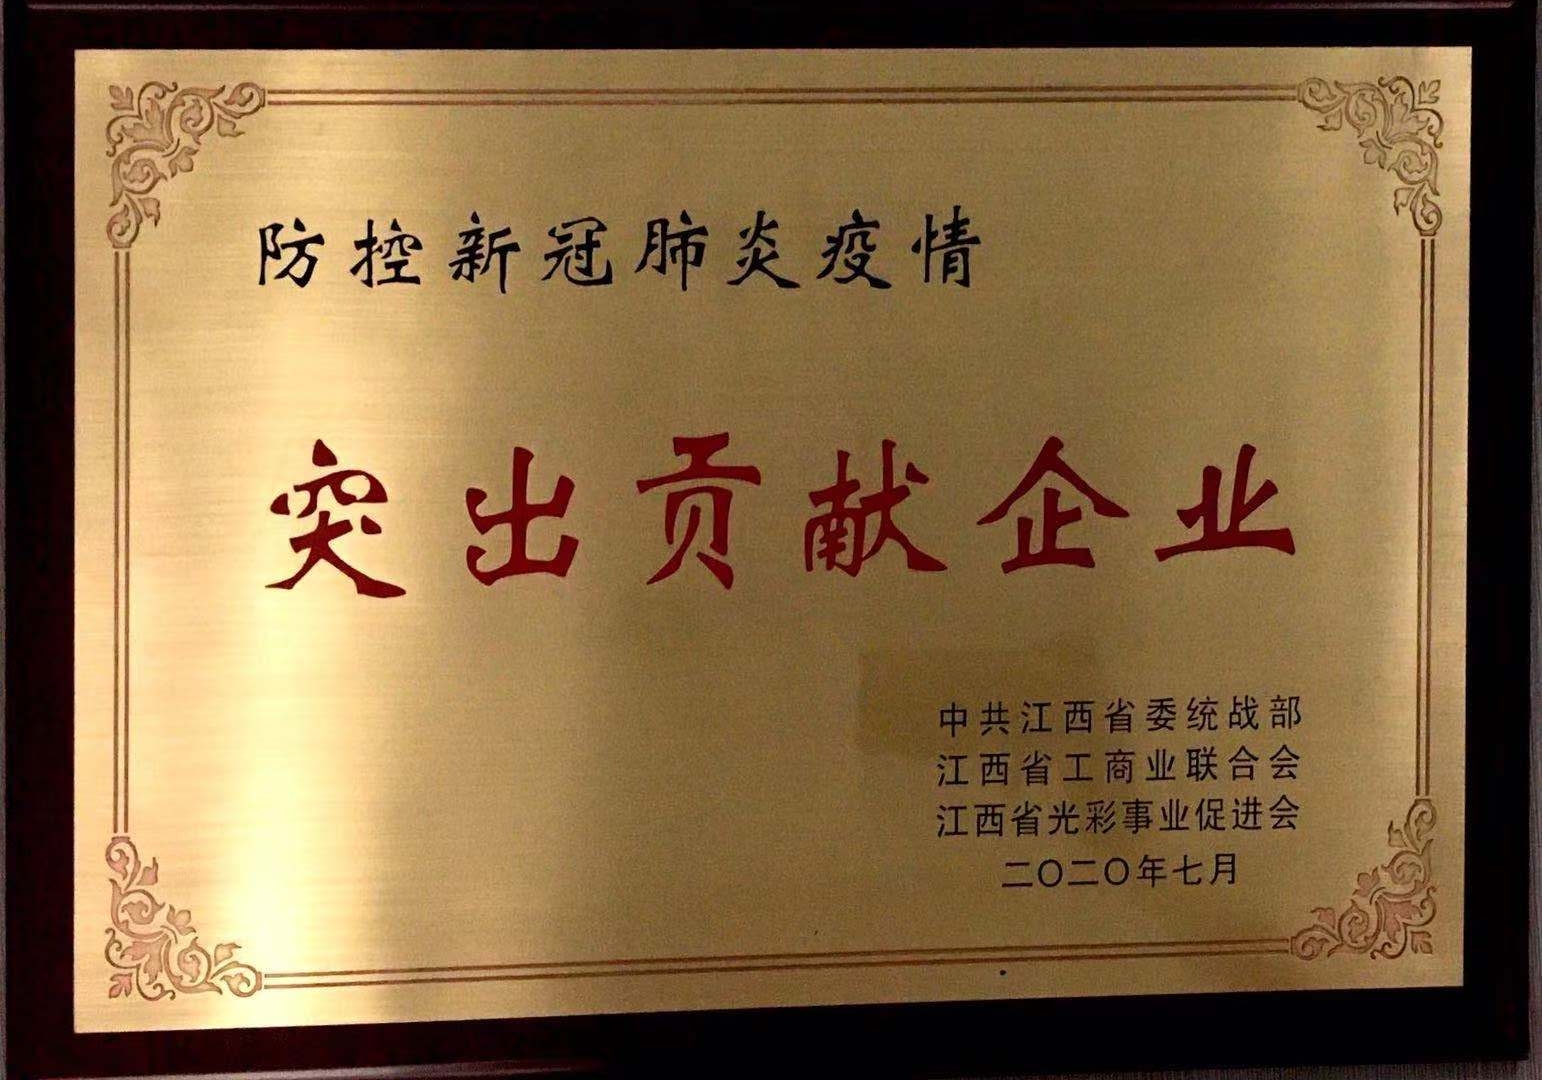 防控新冠肺炎疫情
突出贡献企业
中共江西省委统战部
江西省工商业联合会
江西省光彩事业促进会
二〇二〇年七月